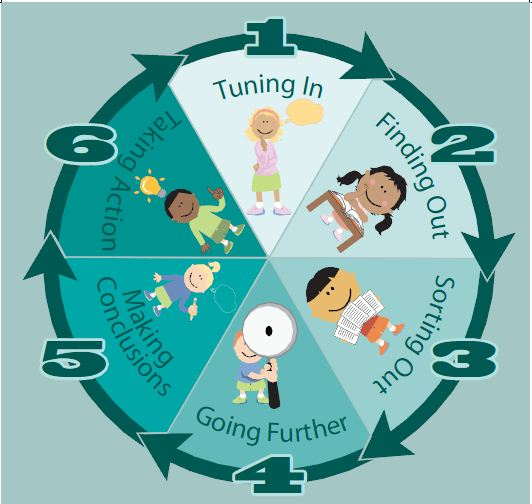 1
Tuning In
2
Finding Out
3
Sorting Out
4
Going Further
5
Making
Conclusions
6
Taking Action